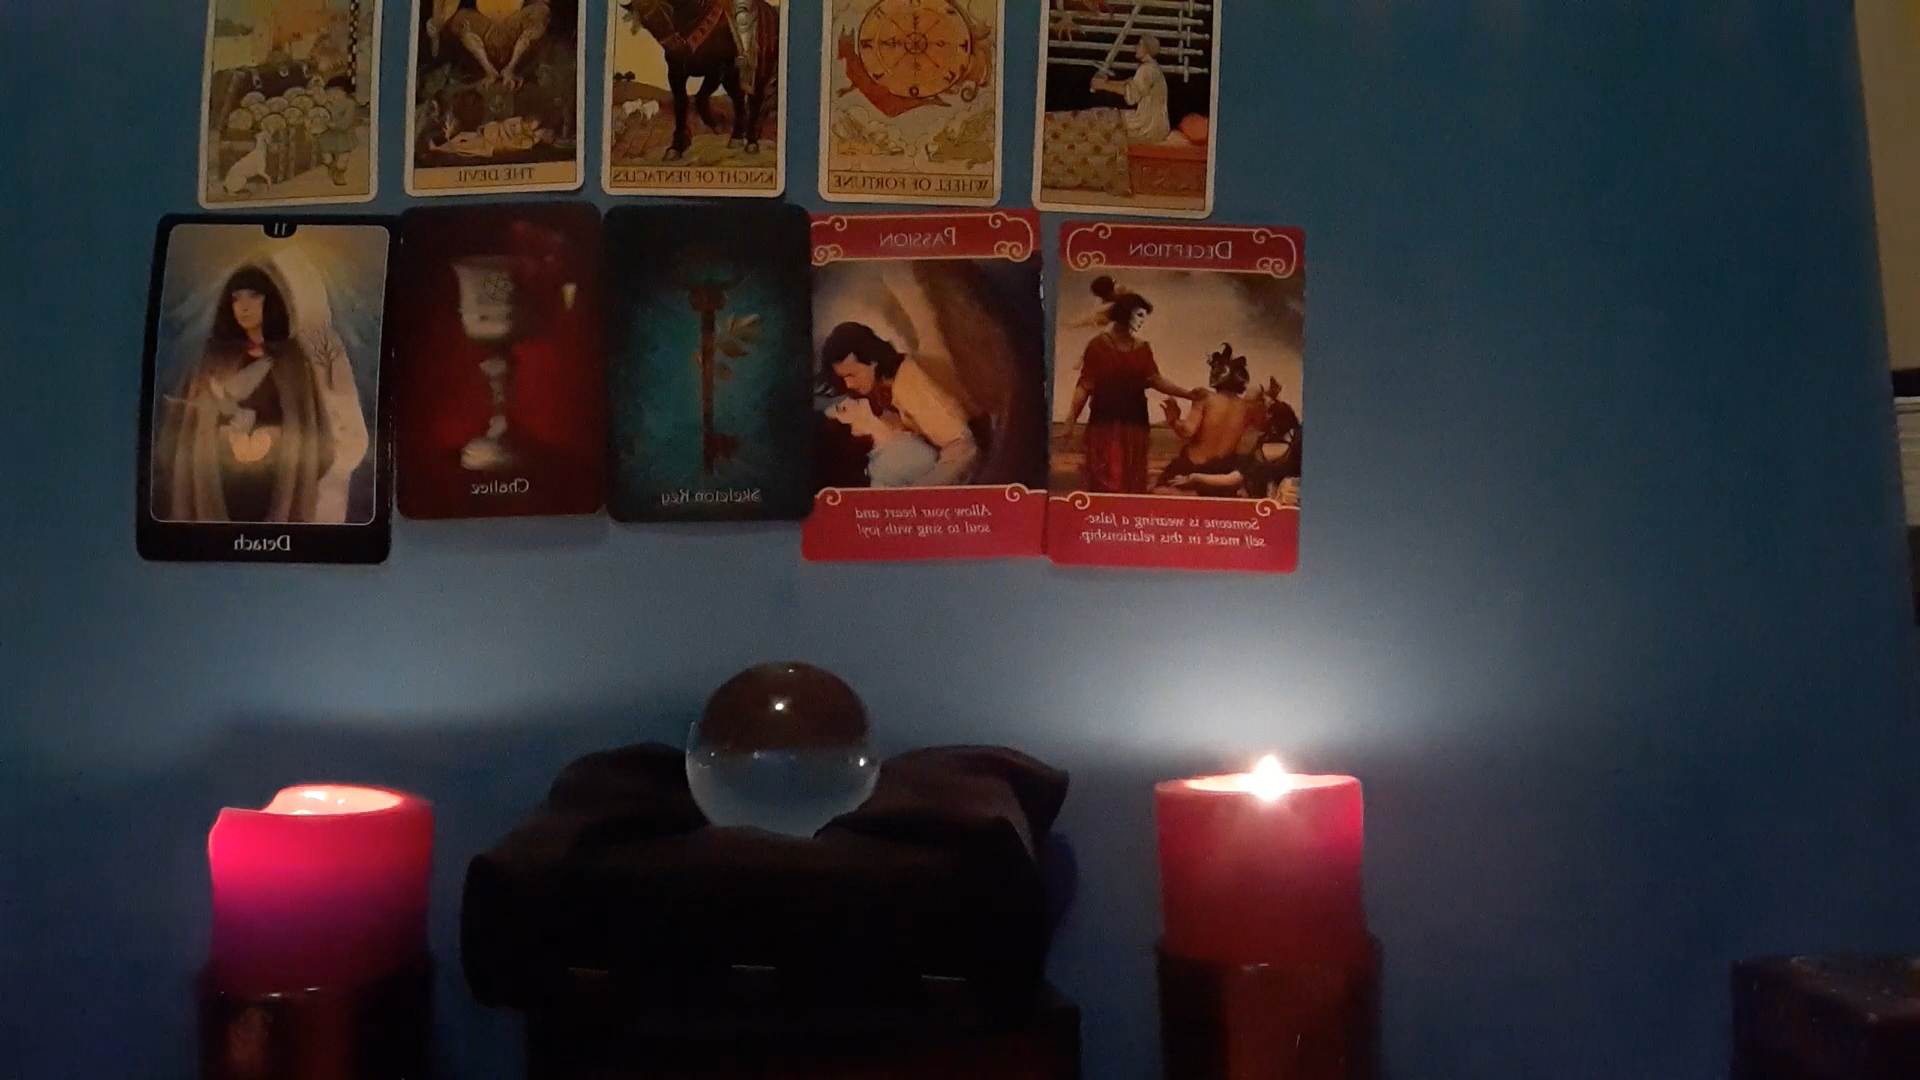 THE DEVIL
KNIGHT OF PENTACLES
WHEEL OF FORTUNE
11
Detach
Chalice
Skeleton Key
PASSION
Allow your heart and
soul to sing with joy!
DECEPTION
Someone is wearing a false-
self mask in this relationship.